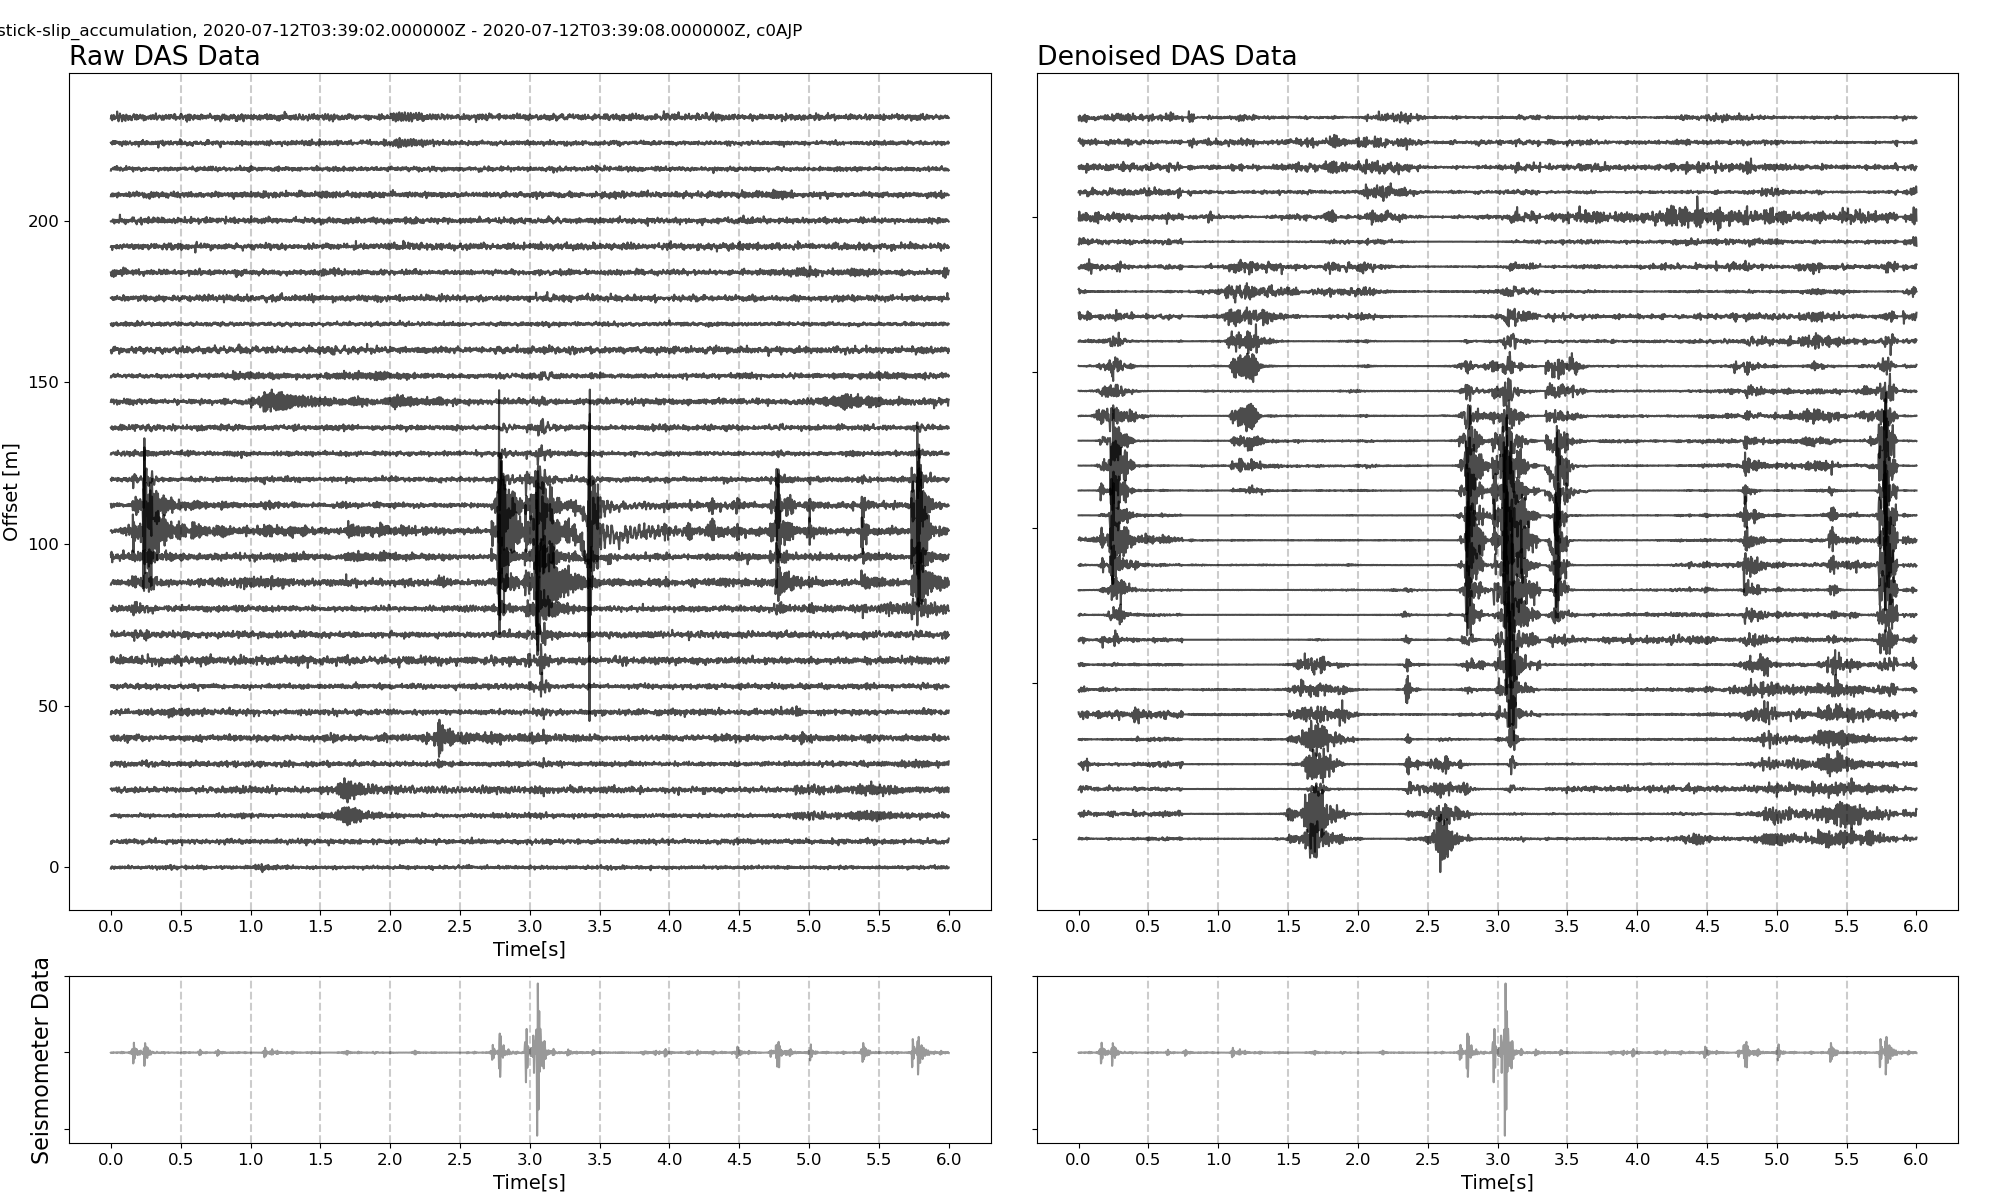 stick-slip_accumulation, 2020-07-12T03:39:02.000000Z - 2020-07-12T03:39:08.000000Z, c0AJP
Raw DAS Data
Denoised DAS Data
Offset [m]
200
150
100
50
0
0.0 0.5 1.0 1.5 2.0 2.5 3.0 3.5 4.0 4.5 5.0 5.5 6.0
Time[s]
0.0 0.5 1.0 1.5 2.0 2.5 3.0 3.5 4.0 4.5 5.0 5.5 6.0
Seismometer Data
0.0 0.5 1.0 1.5 2.0 2.5 3.0 3.5 4.0 4.5 5.0 5.5 6.0
Time[s]
0.0 0.5 1.0 1.5 2.0 2.5 3.0 3.5 4.0 4.5 5.0 5.5 6.0
Time[s]